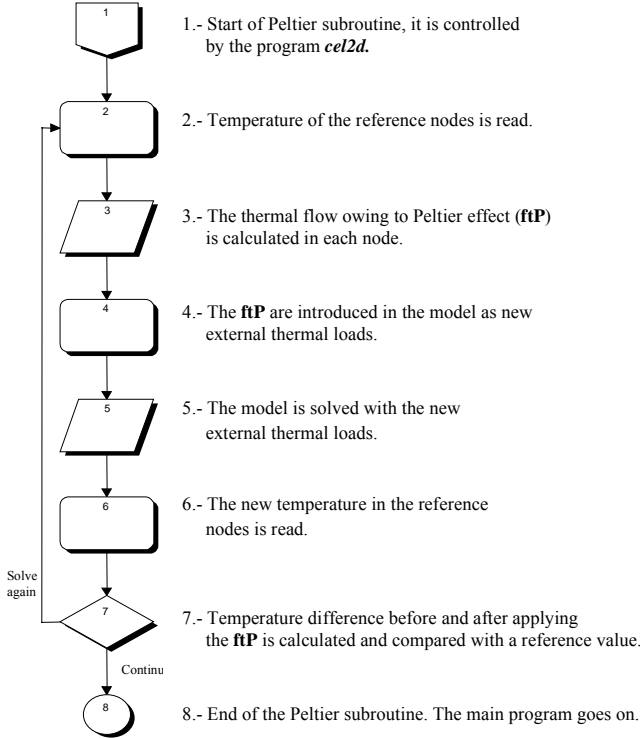 1
1.- Start of Peltier subroutine, it is controlled
by the program cel2d.
2
2.- Temperature of the reference nodes is read.
3
3.- The thermal flow owing to Peltier effect (ftP)
is calculated in each node.
4
4.- The ftP are introduced in the model as new
external thermal loads.
5
5.- The model is solved with the new
external thermal loads.
6
6.- The new temperature in the reference
nodes is read.
Solve
again
7
7.- Temperature difference before and after applying
the ftP is calculated and compared with a reference value.
Continu
8
8.- End of the Peltier subroutine. The main program goes on.